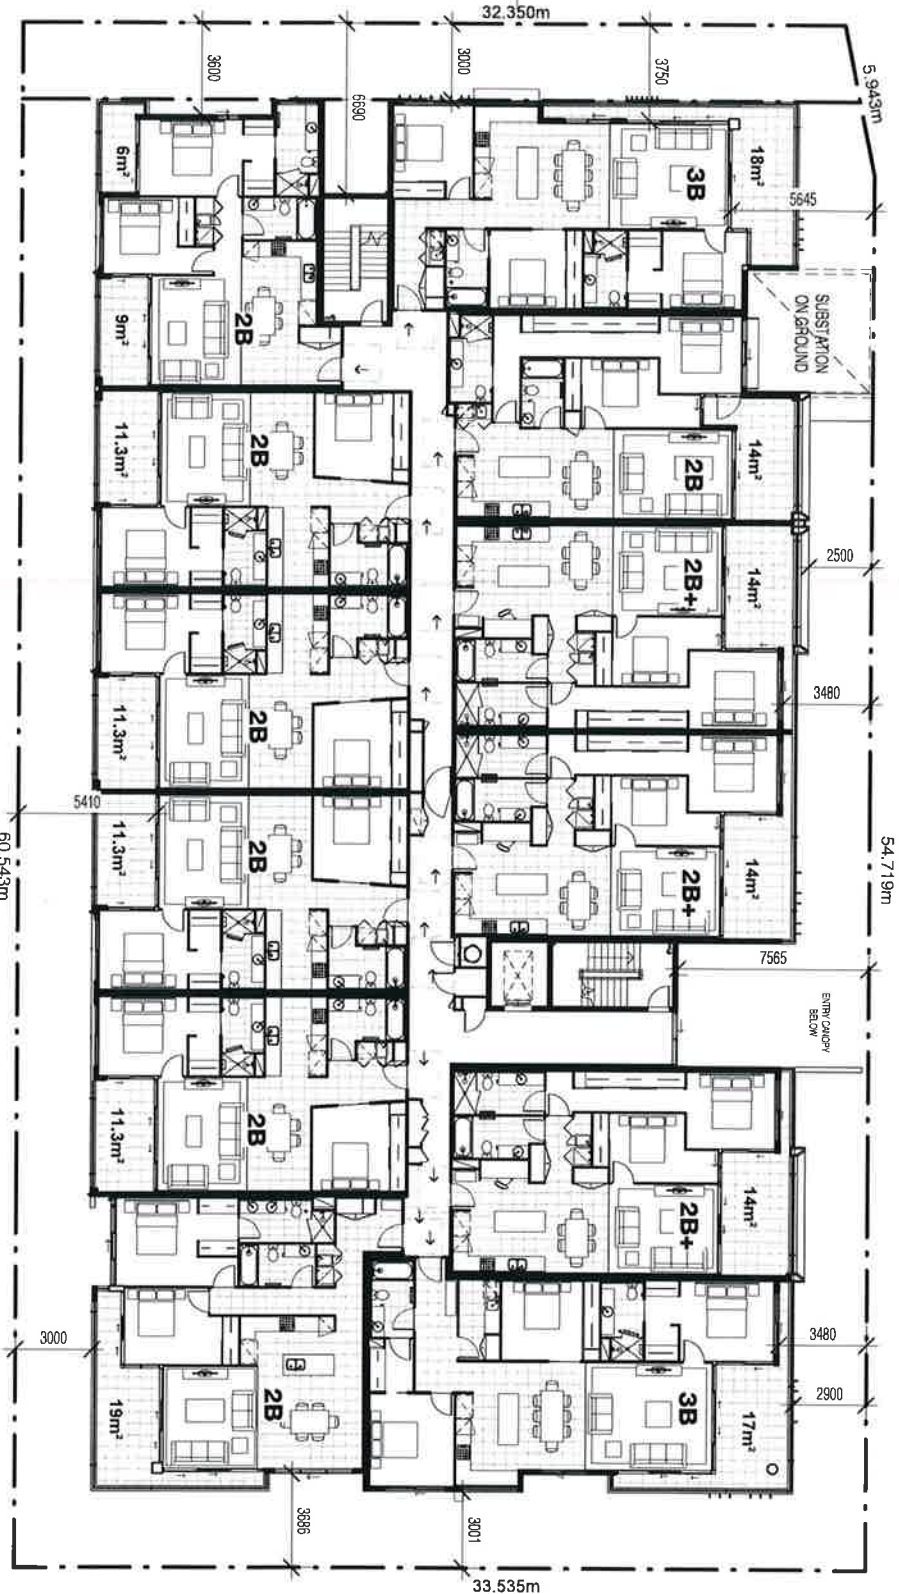 32.350m
5.943m
3600
6690
3000
3750
6m²
3B
18m²
5645
9m²
2B
SUBSTATION
ON GROUND
11.3m²
2B
2B
14m²
2B+
14m²
2500
11.3m²
2B
3480
5410
11.3m²
2B
2B+
14m²
60.543m
54.719m
7565
ENTRY CANOPY
BELOW
11.3m²
2B
2B+
14m²
3000
19m²
2B
3B
17m²
3480
2900
3686
3001
33.535m